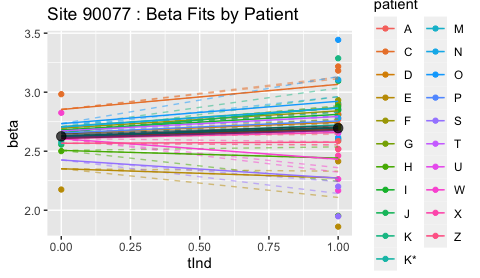 Site 90077 : Beta Fits by Patient
3.5
3.0
2.5
2.0
beta
0.00
0.25
0.50
0.75
1.00
tInd
patient
A
C
D
E
F
G
H
I
J
K
K*
M
N
O
P
S
T
U
W
X
Z